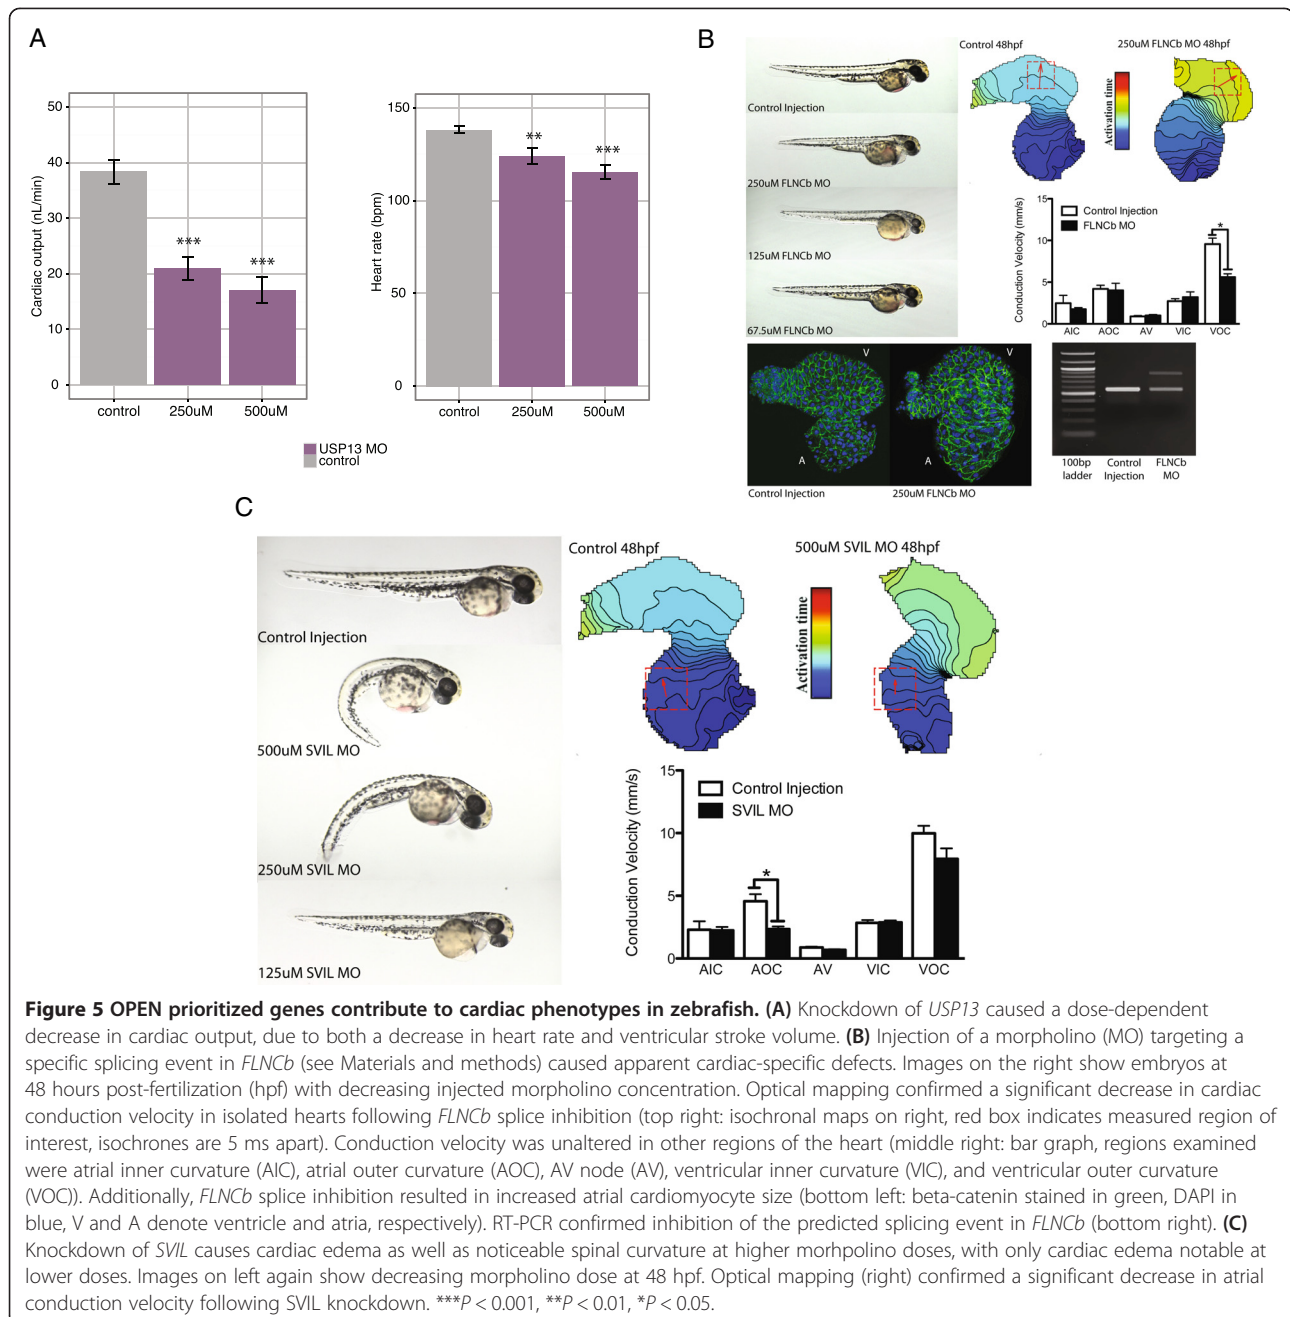 A
Cardiac output (nL/min)
50
40
30
20
10
0
control
250uM
500uM
***
***
Heart rate (bpm)
150
100
50
0
control
250uM
500uM
**
***
USP13 MO
control
B
Control Injection
250uM FLNCb MO
125uM FLNCb MO
67.5uM FLNCb MO
Control 48hpf
250uM FLNCb MO 48hpf
Activation time
Conduction Velocity (mm/s)
15
10
5
0
Control Injection
FLNCb MO
*
AIC
AOC
AV
VIC
VOC
V
A
Control Injection
V
A
250uM FLNCb MO
100bp
ladder
Control
Injection
FLNCb
MO
C
Control Injection
500uM SVIL MO
250uM SVIL MO
125uM SVIL MO
Control 48hpf
500uM SVIL MO 48hpf
Activation time
Conduction Velocity (mm/s)
15
10
5
0
Control Injection
SVIL MO
*
AIC
AOC
AV
VIC
VOC
Figure 5 OPEN prioritized genes contribute to cardiac phenotypes in zebrafish. (A) Knockdown of USP13 caused a dose-dependent
decrease in cardiac output, due to both a decrease in heart rate and ventricular stroke volume. (B) Injection of a morpholino (MO) targeting a
specific splicing event in FLNCb (see Materials and methods) caused apparent cardiac-specific defects. Images on the right show embryos at
48 hours post-fertilization (hpf) with decreasing injected morpholino concentration. Optical mapping confirmed a significant decrease in cardiac
conduction velocity in isolated hearts following FLNCb splice inhibition (top right: isochronal maps on right, red box indicates measured region of
interest, isochrones are 5 ms apart). Conduction velocity was unaltered in other regions of the heart (middle right: bar graph, regions examined
were atrial inner curvature (AIC), atrial outer curvature (AOC), AV node (AV), ventricular inner curvature (VIC), and ventricular outer curvature
(VOC)). Additionally, FLNCb splice inhibition resulted in increased atrial cardiomyocyte size (bottom left: beta-catenin stained in green, DAPI in
blue, V and A denote ventricle and atria, respectively). RT-PCR confirmed inhibition of the predicted splicing event in FLNCb (bottom right). (C)
Knockdown of SVIL causes cardiac edema as well as noticeable spinal curvature at higher morhpolino doses, with only cardiac edema notable at
lower doses. Images on left again show decreasing morpholino dose at 48 hpf. Optical mapping (right) confirmed a significant decrease in atrial
conduction velocity following SVIL knockdown. ***P < 0.001, **P < 0.01, *P < 0.05.